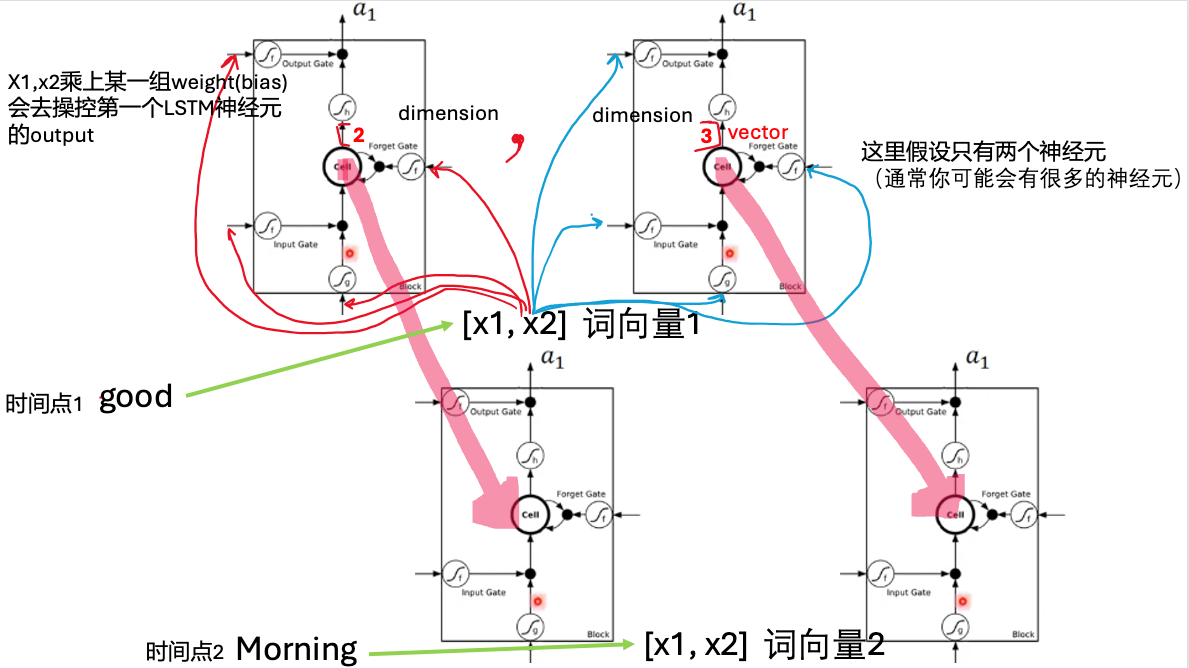 a₁
a₁
Output Gate
Output Gate
X1,x2乘上某一组weight(bias)
会去操控第一个LSTM神经元
的output
h
h
dimension
,
dimension
[2
3]
vector
Forget Gate
Forget Gate
Cell
Cell
f
f
f
f
这里假设只有两个神经元
（通常你可能会有很多的神经元）
f
f
Input Gate
Input Gate
g
g
Block
Block
[x1, x2] 词向量1
时间点1 good
a₁
a₁
f
f
Output Gate
Output Gate
h
h
Forget Gate
Forget Gate
Cell
Cell
f
f
f
f
Input Gate
Input Gate
g
g
Block
Block
时间点2 Morning
[x1, x2] 词向量2